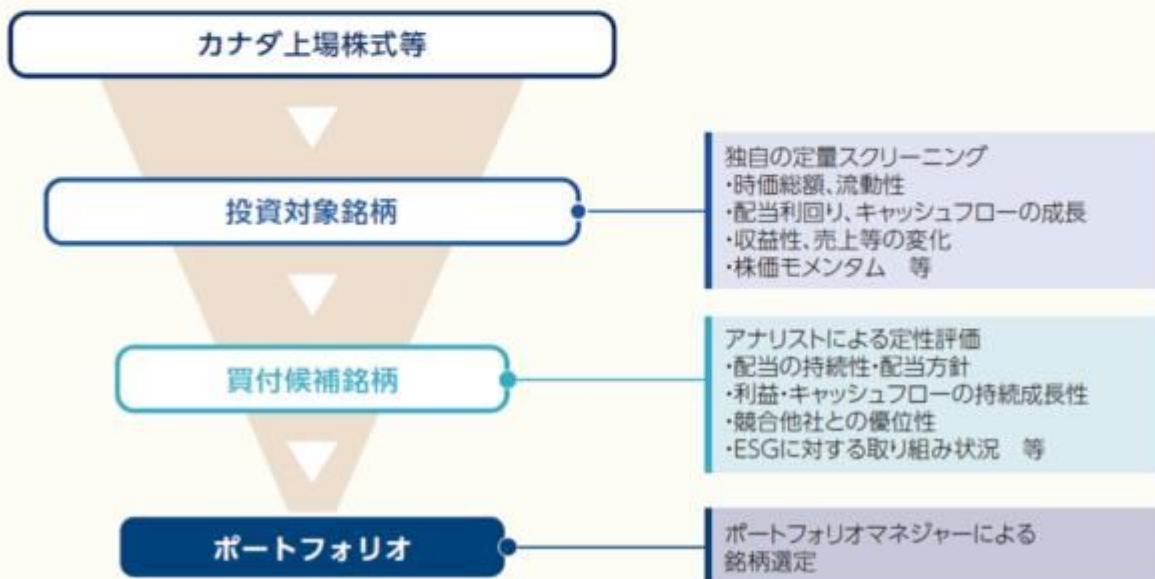 カナダ上場株式等
投資対象銘柄
独自の定量スクリーニング
・時価総額、流動性
・配当利回り、キャッシュフローの成長
・収益性、売上等の変化
・株価モメンタム　等
買付候補銘柄
アナリストによる定性評価
・配当の持続性・配当方針
・利益・キャッシュフローの持続成長性
・競合他社との優位性
・ESGに対する取り組み状況　等
ポートフォリオ
ポートフォリオマネジャーによる
銘柄選定